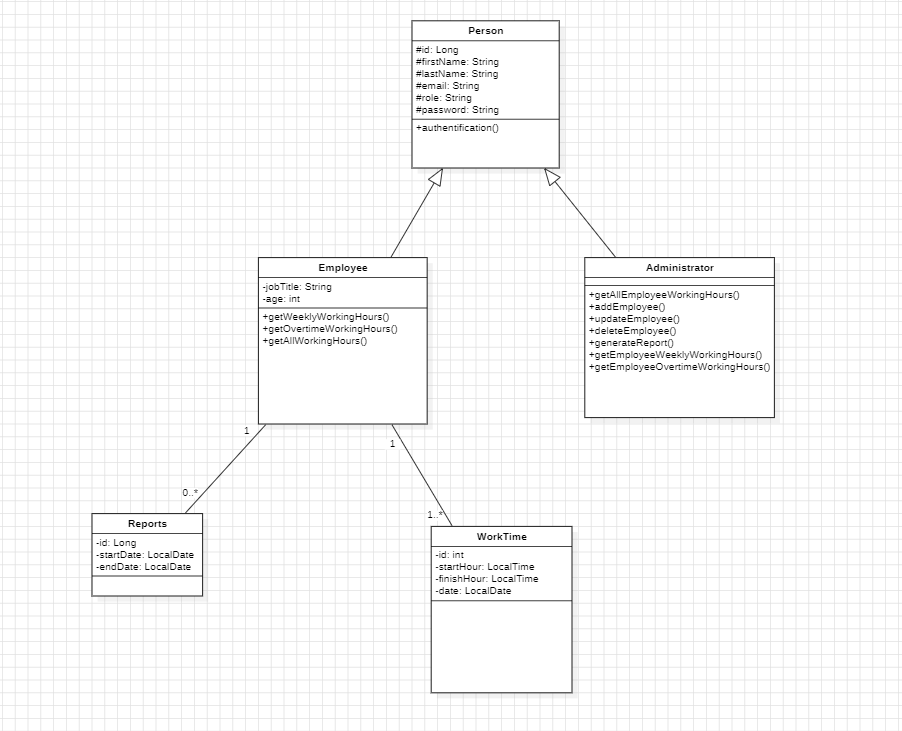 Person
#id: Long
#firstName: String
#lastName: String
#email: String
#role: String
#password: String
+authentification()
Employee
-jobTitle: String
-age: int
+getWeeklyWorkingHours()
+getOvertimeWorkingHours()
+getAllWorkingHours()
Administrator
+getAllEmployeeWorkingHours()
+addEmployee()
+updateEmployee()
+deleteEmployee()
+generateReport()
+getEmployeeWeeklyWorkingHours()
+getEmployeeOvertimeWorkingHours()
1
0..*
1
1..*
Reports
-id: Long
-startDate: LocalDate
-endDate: LocalDate
WorkTime
-id: int
-startHour: LocalTime
-finishHour: LocalTime
-date: LocalDate